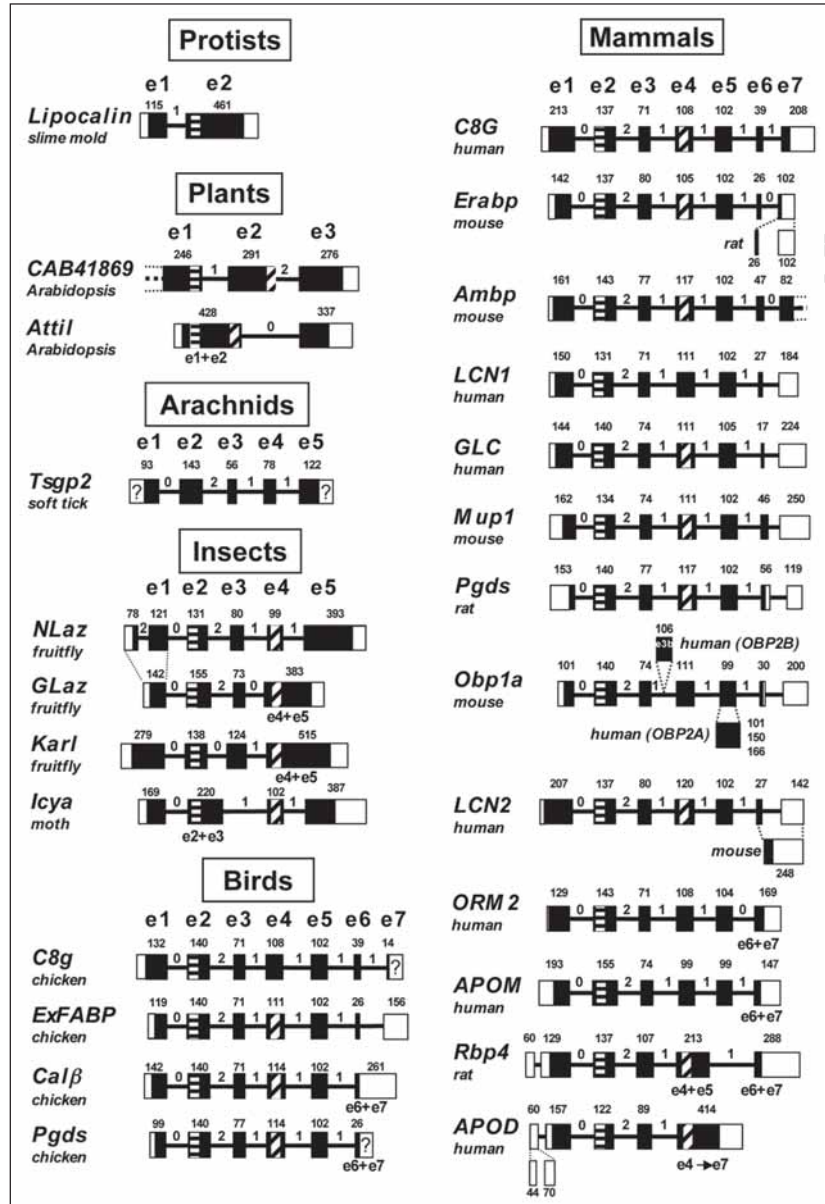 Protists
e1 e2
115 1 461
Lipocalin
slime mold
Plants
e1 e2 e3
246 291 276
CAB41869 1 2
Arabidopsis
428 337
Attil 0
Arabidopsis
e1+e2
Arachnids
e1 e2 e3 e4 e5
93 143 56 78 122
Tsgp2 ? 0 2 1 1 ?
soft tick
Insects
e1 e2 e3 e4 e5
78 121 131 80 99 393
NLaz 2 0 2 1 1
fruitfly
142 155 73 383
GLaz 0 2 0
fruitfly
e4+e5
279 138 124 515
Karl 0 0 1
fruitfly
e4+e5
169 220 102 387
Icya 0 1 1
moth
e2+e3
Birds
e1 e2 e3 e4 e5 e6 e7
132 140 71 108 102 39 14
C8g 0 2 1 1 1 1 ?
chicken
119 140 71 111 102 26 156
ExFABP 0 2 1 1 1
chicken
142 140 71 114 102 261
Calβ 0 2 1 1 1
chicken
e6+e7
99 140 77 114 102 26
Pgds 0 2 1 1 1 ?
chicken
e6+e7
Mammals
e1 e2 e3 e4 e5 e6 e7
213 137 71 108 102 39 208
C8G 0 2 1 1 1 1
human
142 137 80 105 102 26 102
Erabp 0 2 1 1 1 0
mouse
rat
26 102
161 143 77 117 102 47 82
Ambp 0 2 1 1 1 0
mouse
150 131 71 111 102 27 184
LCN1 0 2 1 1 1
human
144 140 74 111 105 17 224
GLC 0 2 1 1 1
human
162 134 74 111 102 46 250
Mup1 0 2 1 1 1
mouse
153 140 77 117 102 56 119
Pgds 0 2 1 1 1
rat
106
e3b human (OBP2B)
101 140 74 111 99 30 200
Obp1a 0 2 1 1 1
mouse
human (OBP2A) 101
150
166
207 137 80 120 102 27 142
LCN2 0 2 1 1 1
human
mouse
248
129 143 71 108 104 169
ORM2 0 2 1 1 0
human
e6+e7
193 155 74 99 99 147
APOM 0 2 1 1 1
human
e6+e7
60 129 137 107 213 288
Rbp4 0 2 1 1
rat
e4+e5 e6+e7
60 157 122 89 414
APOD 0 2 1
human
e4→e7
44 70